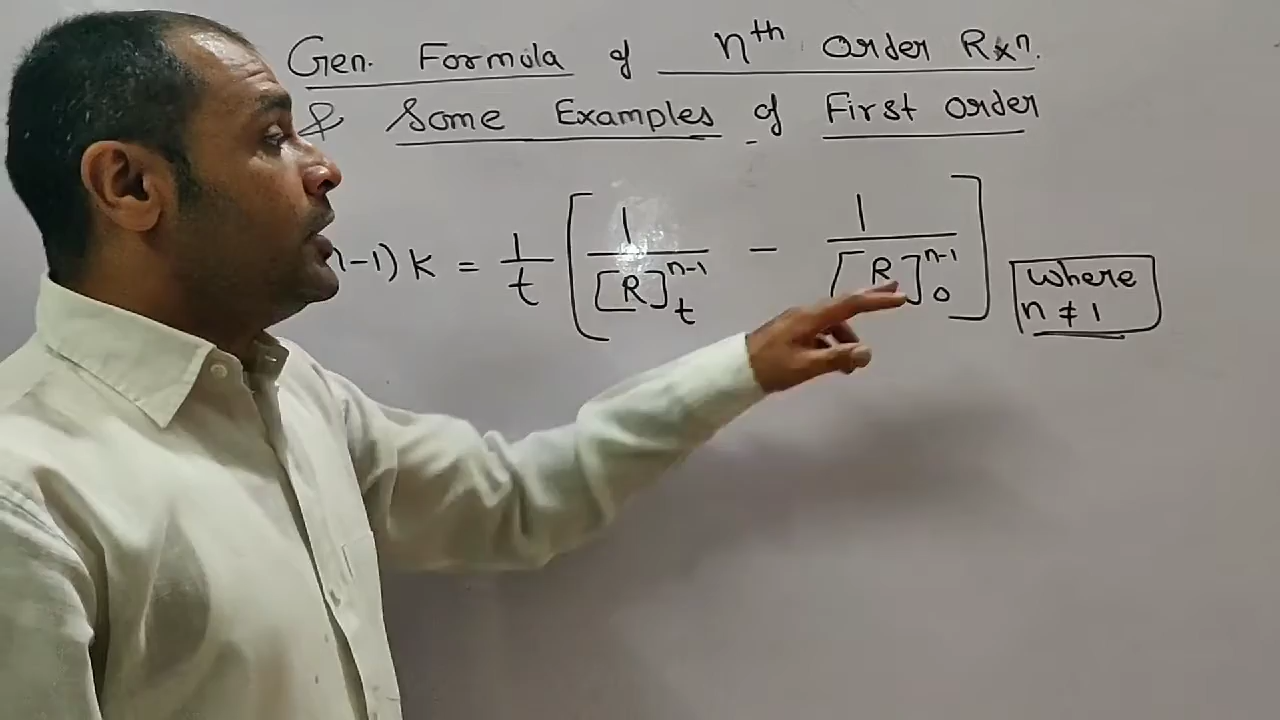 Gen. Formula of nth Order Rxn.
& Some Examples of First Order
n-1) K = 1/t [ 1/[R]t^n-1 - 1/[R]0^n-1 ]
where
n ≠ 1